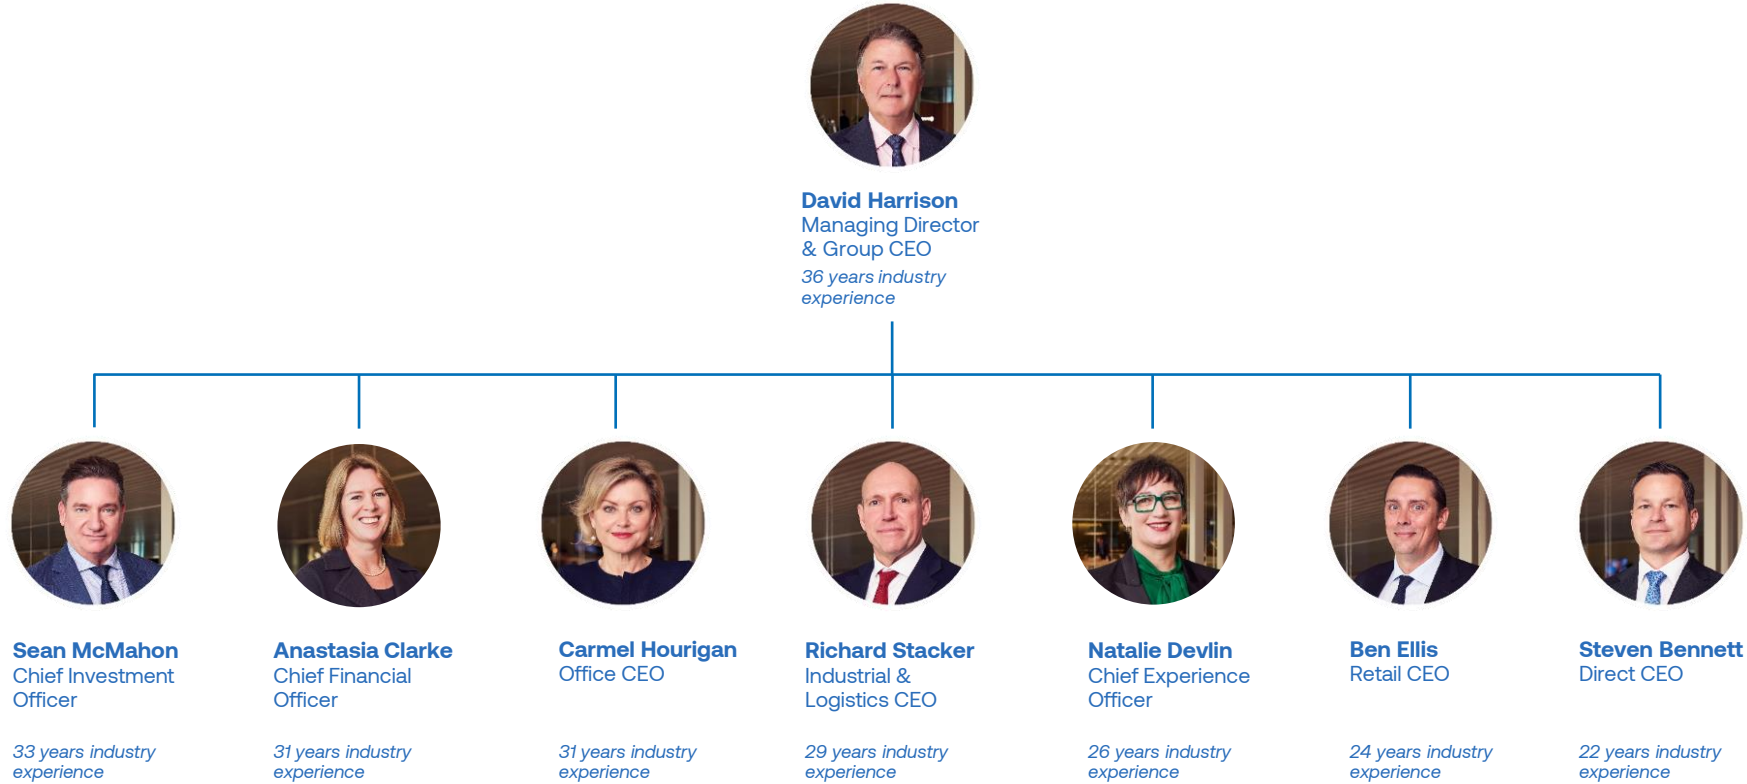 David Harrison
Managing Director
& Group CEO
36 years industry
experience
Sean McMahon
Chief Investment
Officer
33 years industry
experience
Anastasia Clarke
Chief Financial
Officer
31 years industry
experience
Carmel Hourigan
Office CEO
31 years industry
experience
Richard Stacker
Industrial &
Logistics CEO
29 years industry
experience
Natalie Devlin
Chief Experience
Officer
26 years industry
experience
Ben Ellis
Retail CEO
24 years industry
experience
Steven Bennett
Direct CEO
22 years industry
experience